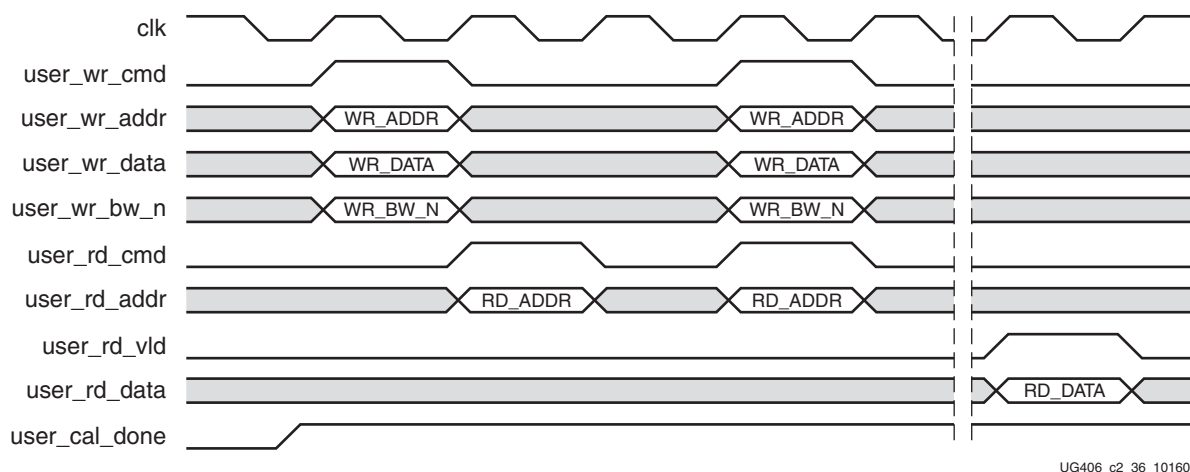 clk
user_wr_cmd
user_wr_addr WR_ADDR WR_ADDR
user_wr_data WR_DATA WR_DATA
user_wr_bw_n WR_BW_N WR_BW_N
user_rd_cmd
user_rd_addr RD_ADDR RD_ADDR
user_rd_vld
user_rd_data RD_DATA
user_cal_done
UG406_c2_36_10160